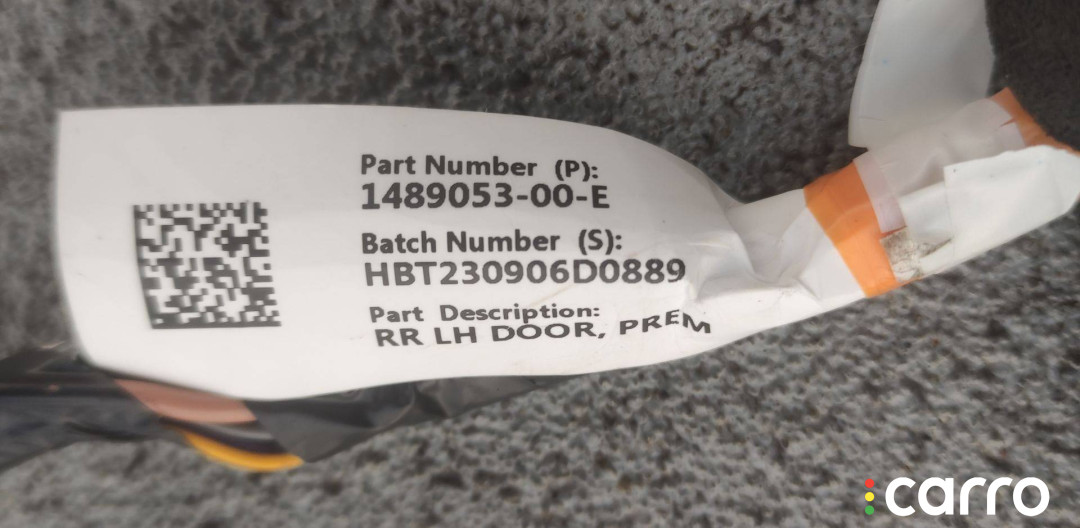 Part Number (P):
1489053-00-E
Batch Number (S):
HBT230906D0889
Part Description:
RR LH DOOR, PREM
carro